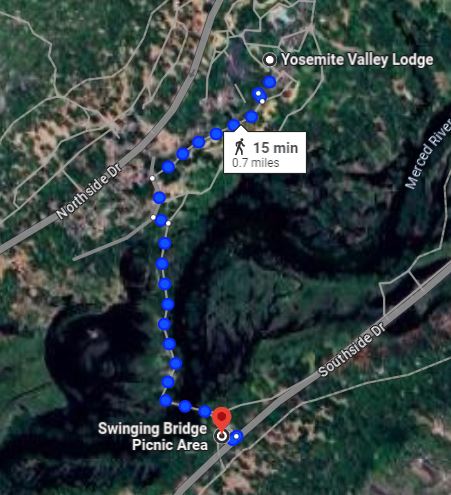 Yosemite Valley Lodge
15 min
0.7 miles
Merced River
Northside Dr
Southside Dr
Swinging Bridge
Picnic Area